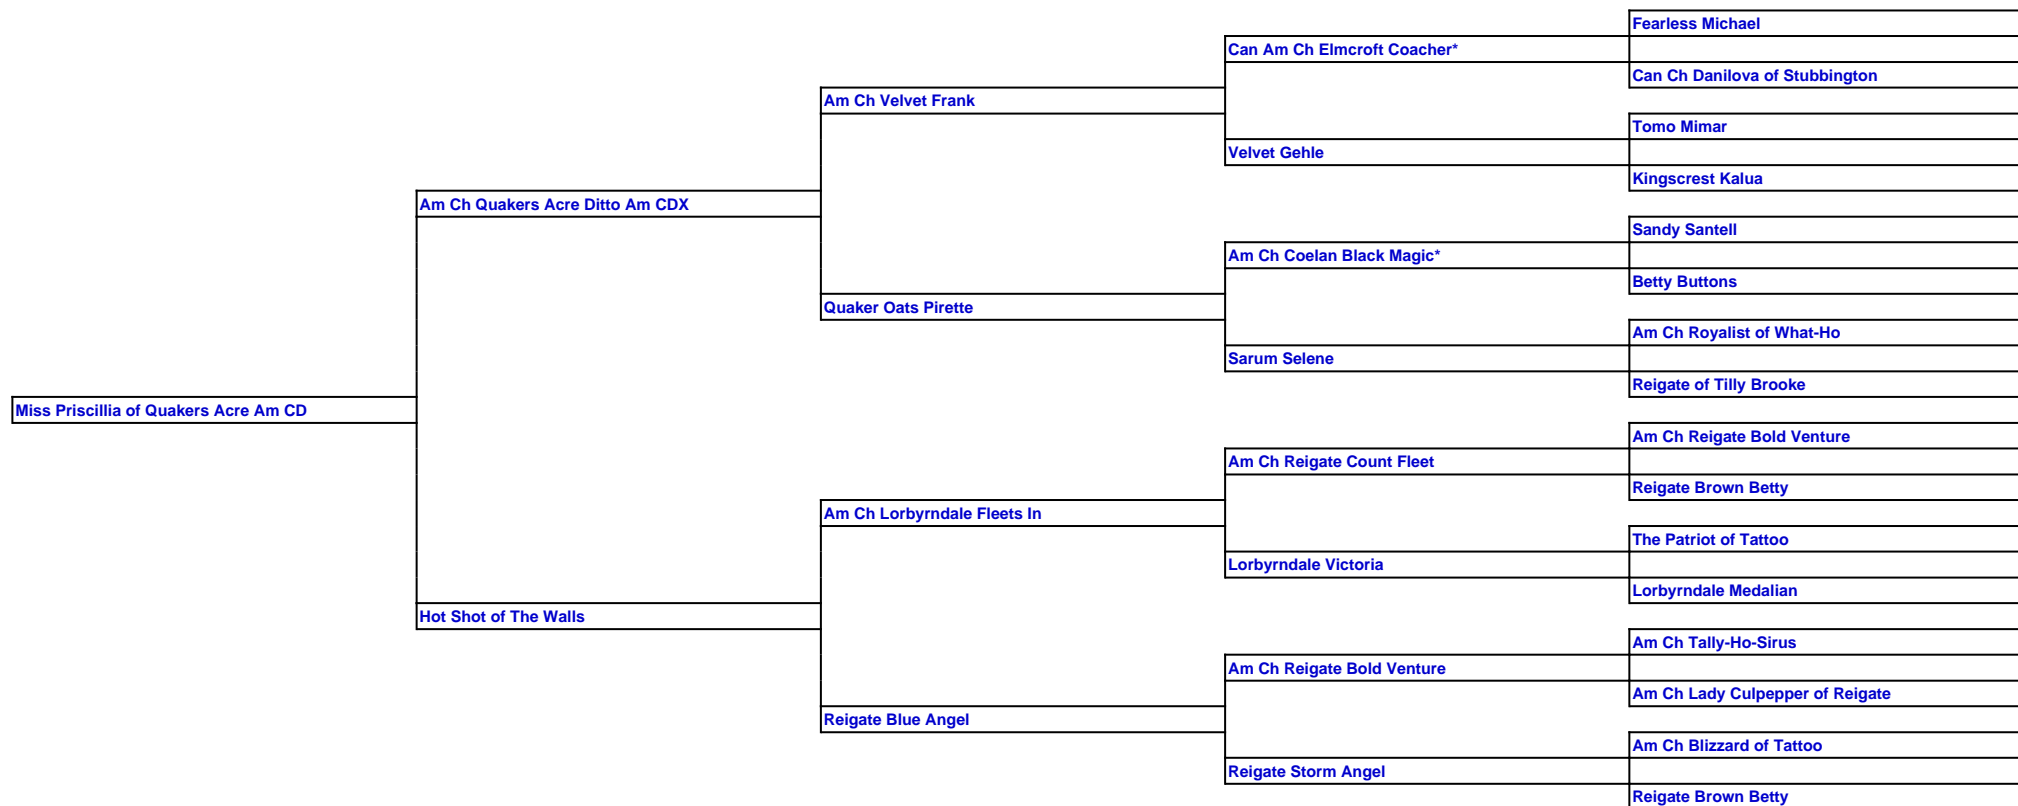 Fearless Michael
Can Am Ch Elmcroft Coacher*
Can Ch Danilova of Stubbington
Am Ch Velvet Frank
Tomo Mimar
Velvet Gehle
Kingscrest Kalua
Am Ch Quakers Acre Ditto Am CDX
Sandy Santell
Am Ch Coelan Black Magic*
Betty Buttons
Quaker Oats Pirette
Am Ch Royalist of What-Ho
Sarum Selene
Reigate of Tilly Brooke
Miss Priscillia of Quakers Acre Am CD
Am Ch Reigate Bold Venture
Am Ch Reigate Count Fleet
Reigate Brown Betty
Am Ch Lorbyrndale Fleets In
The Patriot of Tattoo
Lorbyrndale Victoria
Lorbyrndale Medalian
Hot Shot of The Walls
Am Ch Tally-Ho-Sirus
Am Ch Reigate Bold Venture
Am Ch Lady Culpepper of Reigate
Reigate Blue Angel
Am Ch Blizzard of Tattoo
Reigate Storm Angel
Reigate Brown Betty